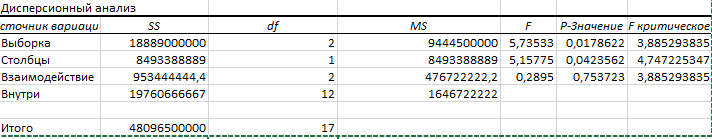 Дисперсионный анализ
сточник вариаци SS df MS F P-Значение F критическое
Выборка 18889000000 2 9444500000 5,73533 0,0178622 3,885293835
Столбцы 8493388889 1 8493388889 5,15775 0,0423562 4,747225347
Взаимодействие 953444444,4 2 476722222,2 0,2895 0,753723 3,885293835
Внутри 19760666667 12 1646722222
Итого 48096500000 17